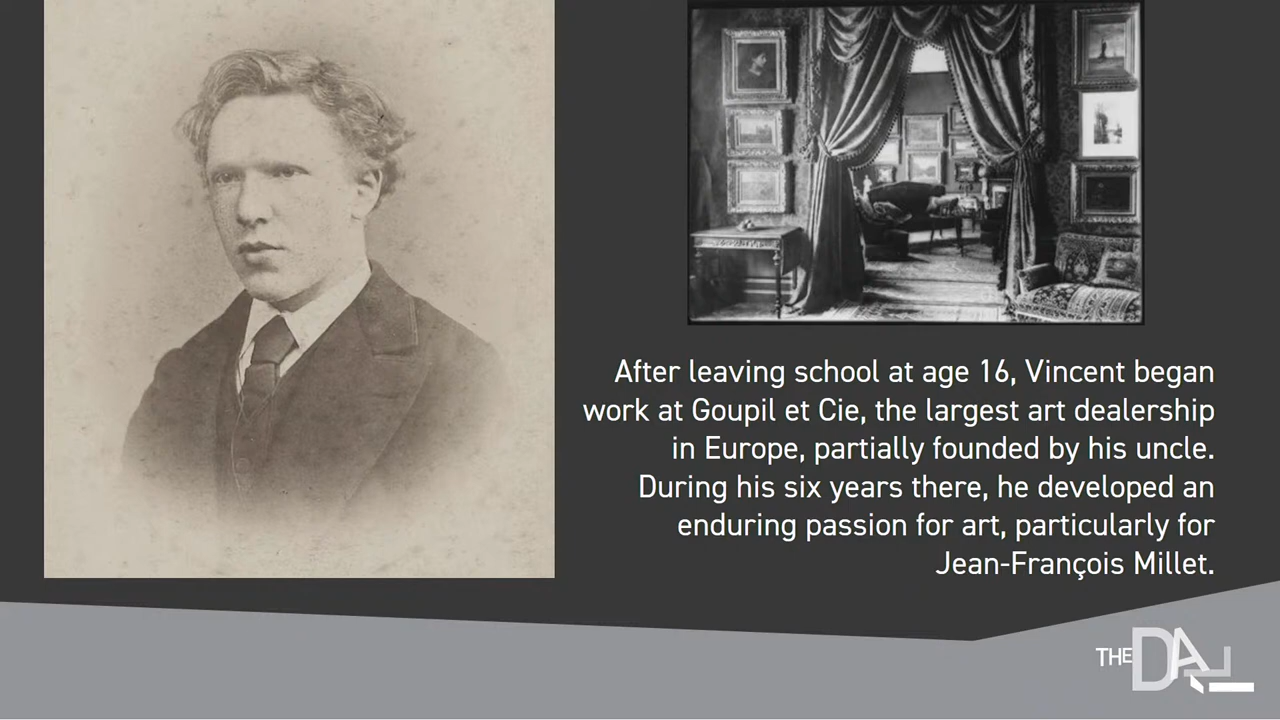 After leaving school at age 16, Vincent began
work at Goupil et Cie, the largest art dealership
in Europe, partially founded by his uncle.
During his six years there, he developed an
enduring passion for art, particularly for
Jean-François Millet.
THE DALÍ